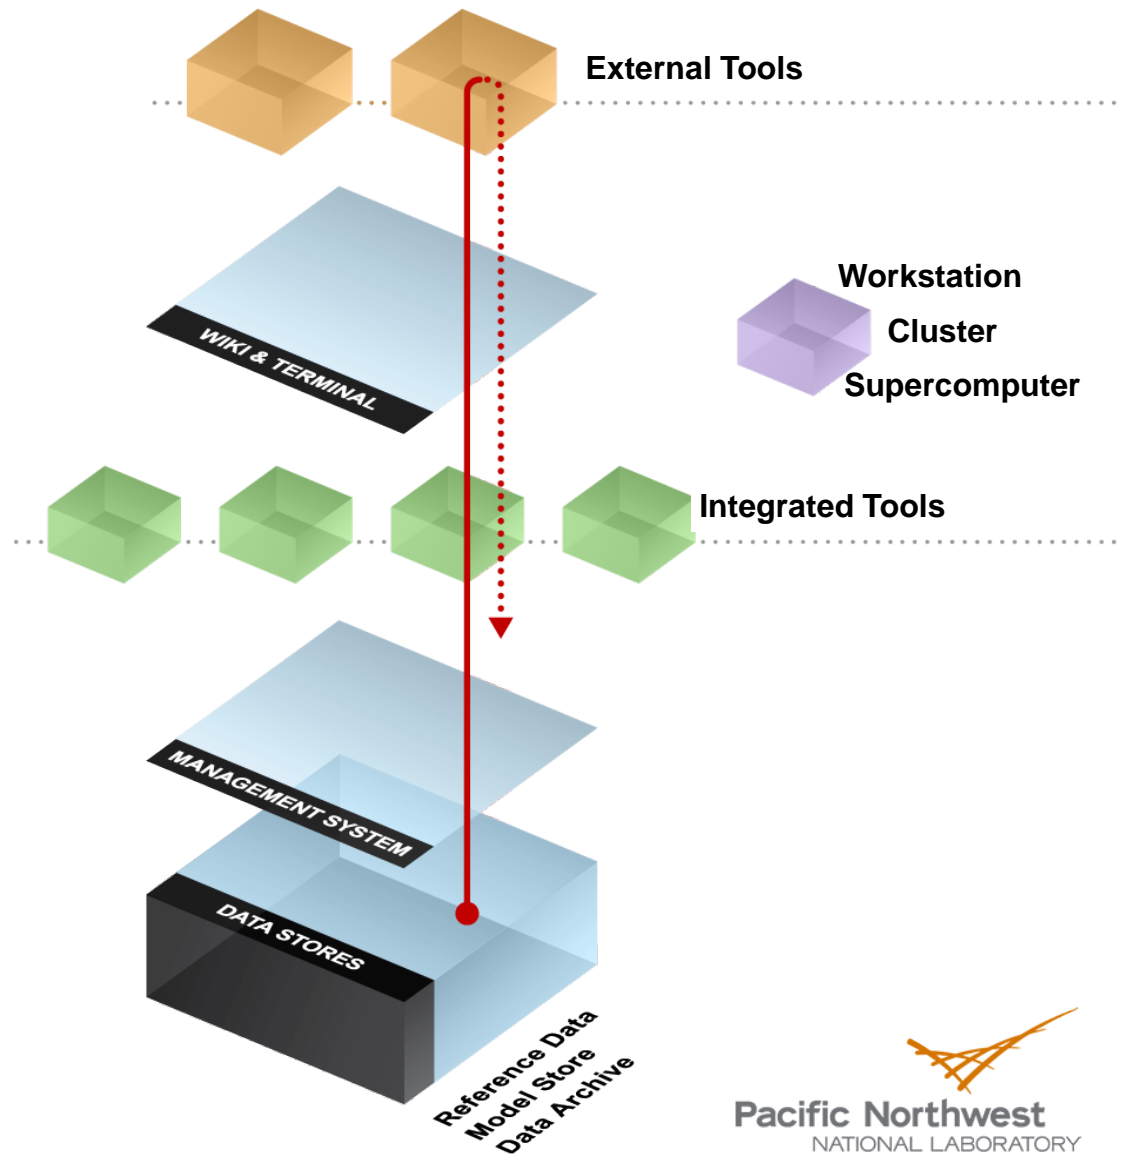 External Tools
WIKI & TERMINAL
Workstation
Cluster
Supercomputer
Integrated Tools
MANAGEMENT SYSTEM
DATA STORES
Reference Data
Model Store
Data Archive
Pacific Northwest
NATIONAL LABORATORY